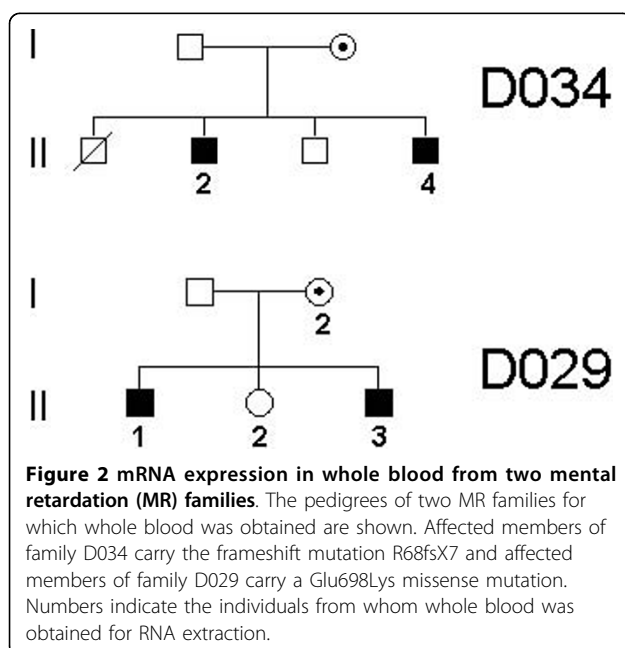 I
D034
II
2 4
I
2
D029
II
1 2 3
Figure 2 mRNA expression in whole blood from two mental
retardation (MR) families. The pedigrees of two MR families for
which whole blood was obtained are shown. Affected members of
family D034 carry the frameshift mutation R68fsX7 and affected
members of family D029 carry a Glu698Lys missense mutation.
Numbers indicate the individuals from whom whole blood was
obtained for RNA extraction.